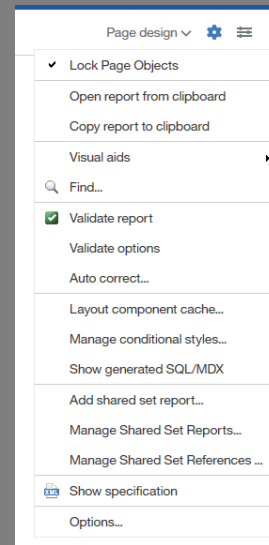 Page design
Lock Page Objects
Open report from clipboard
Copy report to clipboard
Visual aids
Find...
Validate report
Validate options
Auto correct...
Layout component cache...
Manage conditional styles...
Show generated SQL/MDX
Add shared set report...
Manage Shared Set Reports...
Manage Shared Set References ...
XML Show specification
Options...